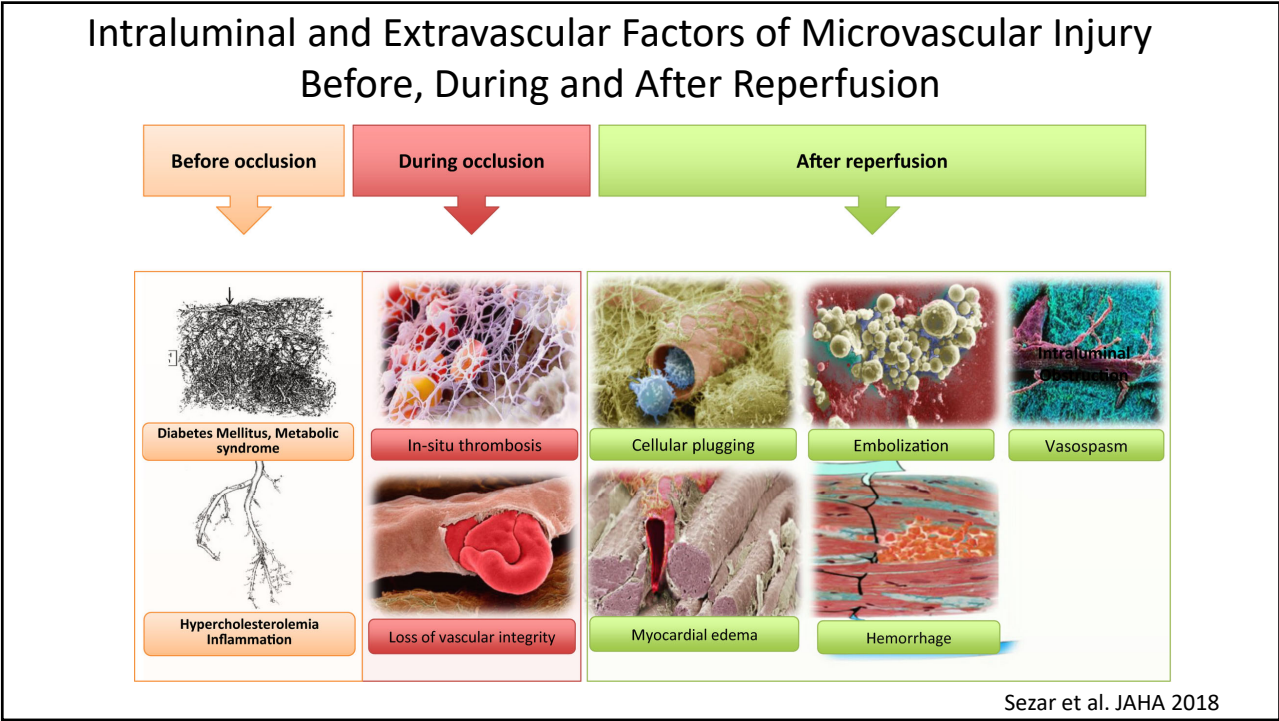 Intraluminal and Extravascular Factors of Microvascular Injury
Before, During and After Reperfusion
Before occlusion
During occlusion
After reperfusion
Intraluminal
Obstruction
Diabetes Mellitus, Metabolic
syndrome
In-situ thrombosis
Cellular plugging
Embolization
Vasospasm
Hypercholesterolemia
Inflammation
Loss of vascular integrity
Myocardial edema
Hemorrhage
Sezar et al. JAHA 2018